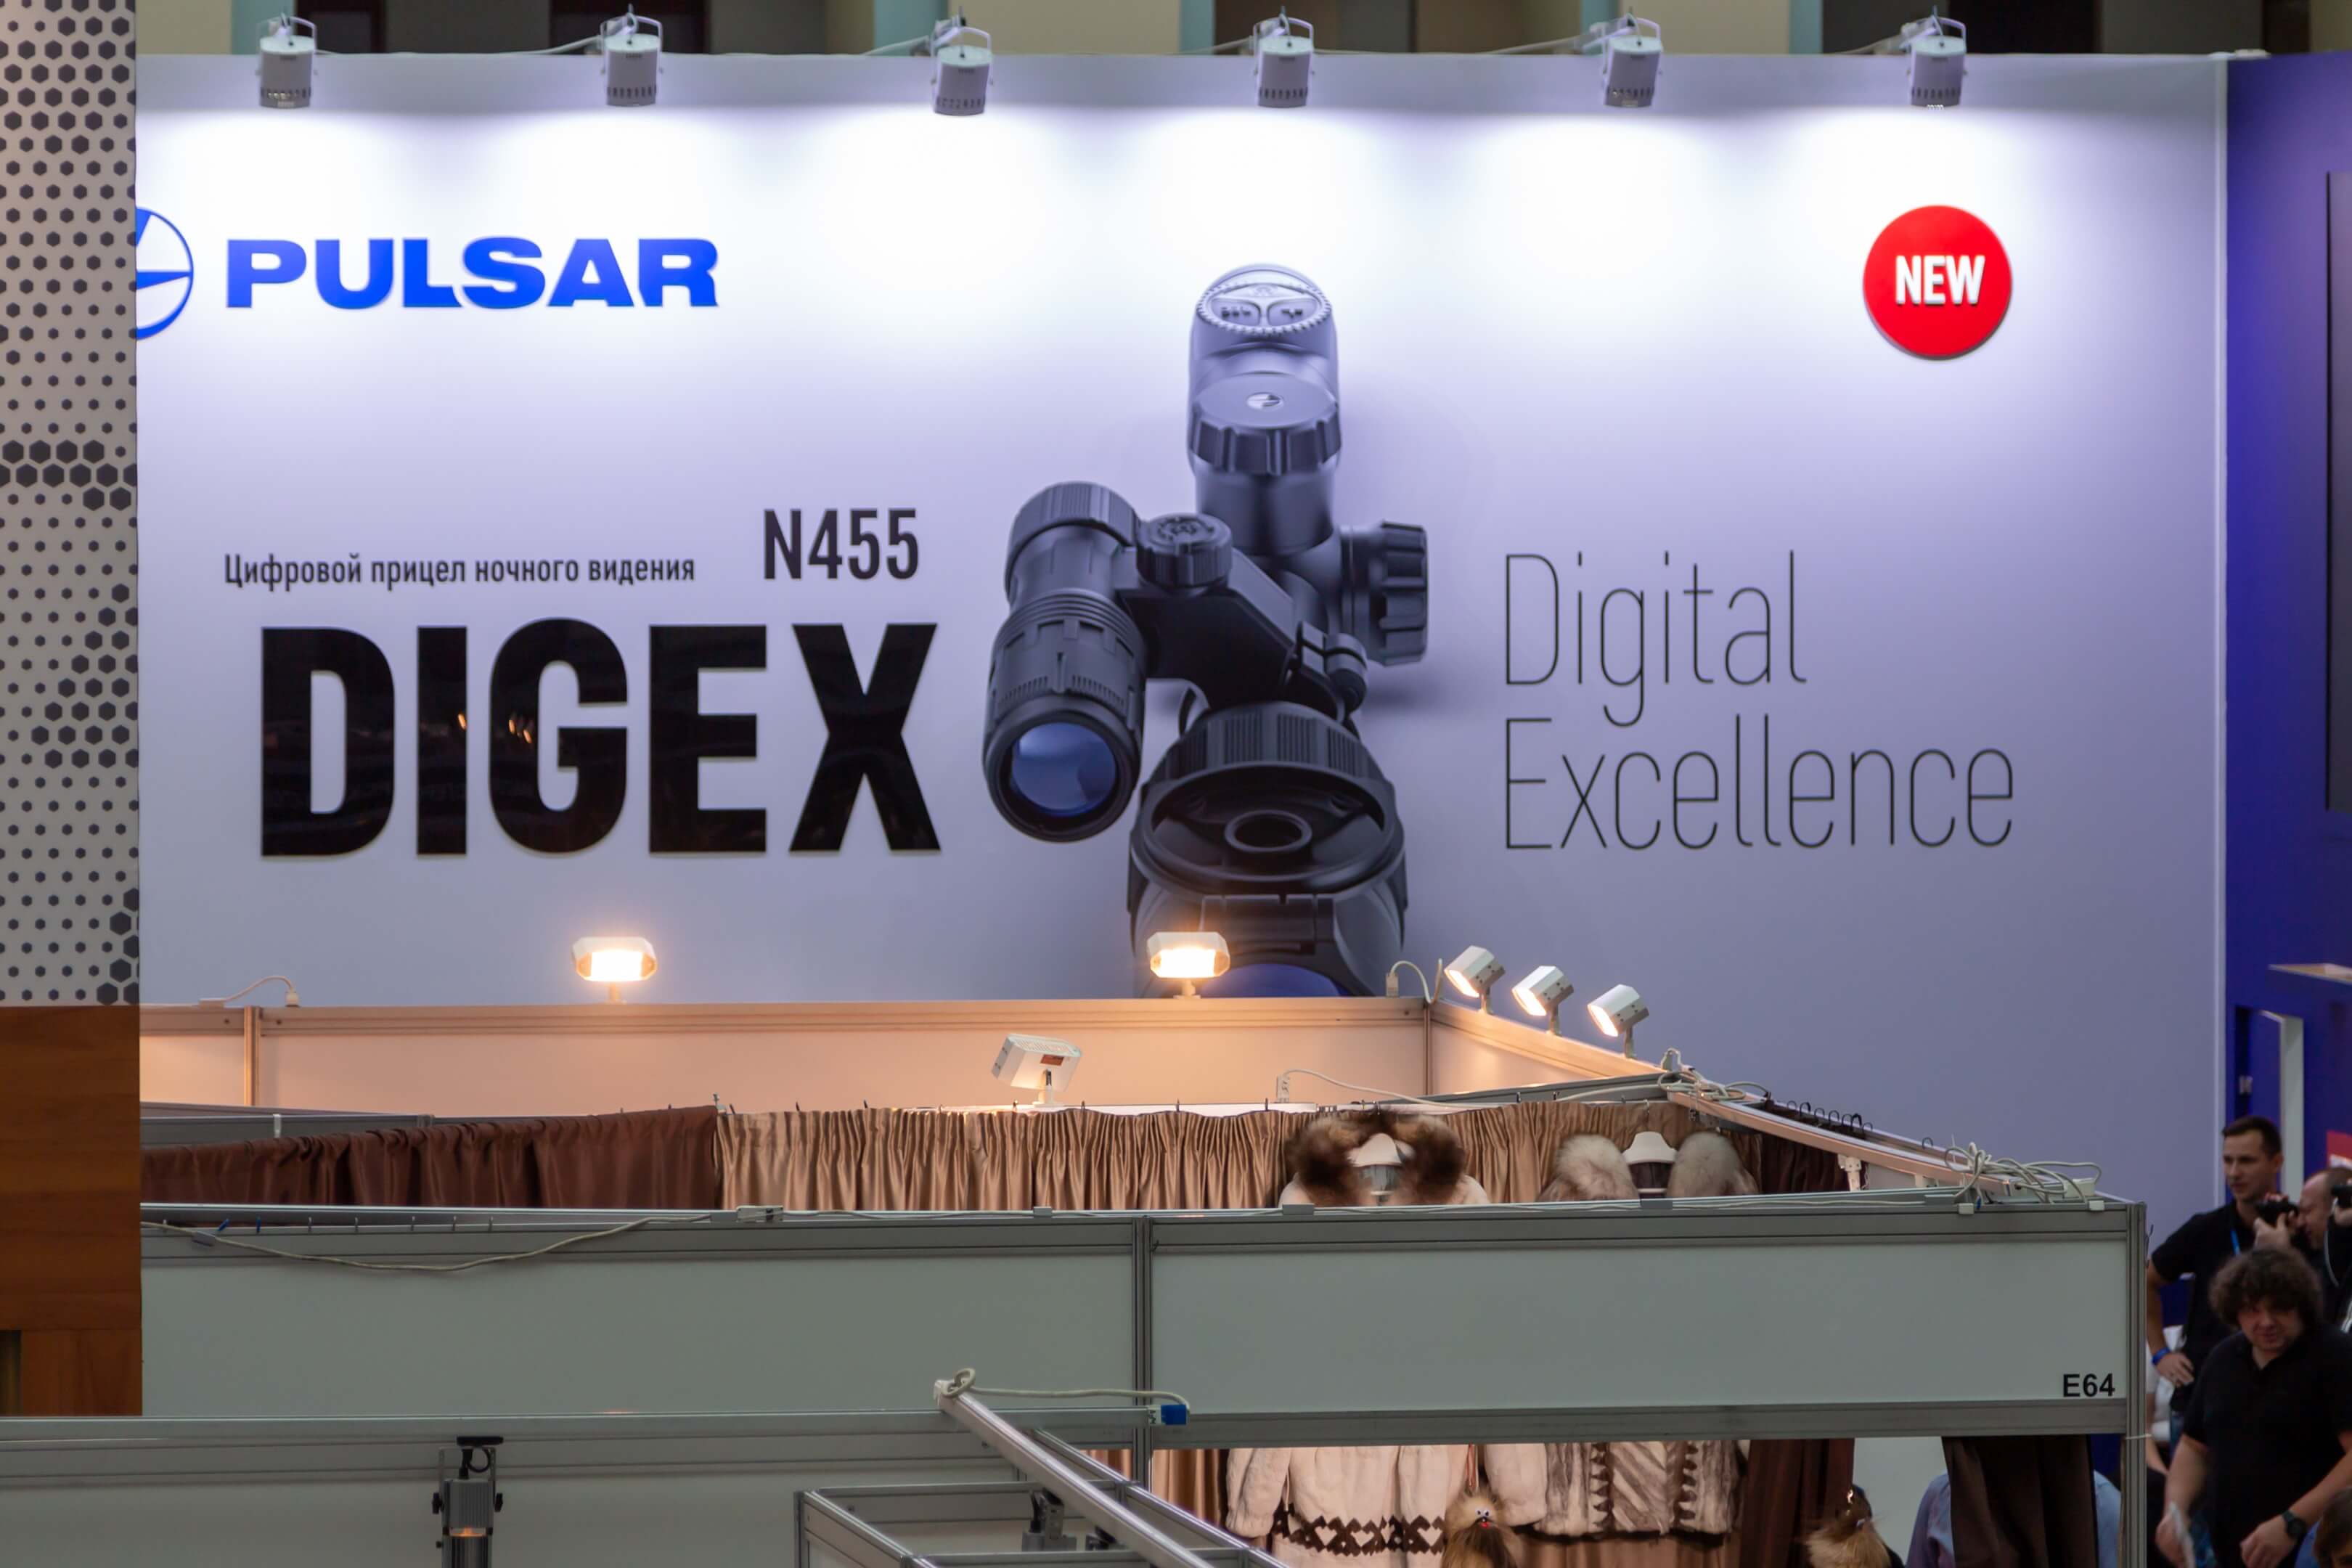 PULSAR
NEW
N455
Цифровой прицел ночного видения
DIGEX
Digital
Excellence
E64